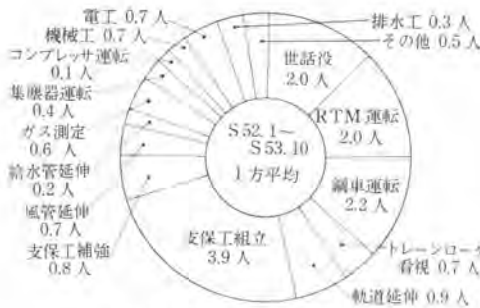 電工 0.7 人
機械工 0.7 人
コンプレッサ運転
0.1 人
集塵器運転
0.4 人
ガス測定
0.6 人
給水管延伸
0.2 人
風管延伸
0.7 人
支保工補強
0.8 人
排水工 0.3 人
その他 0.5 人
世話役
2.0 人
RTM 運転
2.0 人
鋼車運転
2.2 人
トレーンローダ
看視 0.7 人
軌道延伸 0.9 人
支保工組立
3.9 人
S 52. 1～
S 53. 10
1 方平均